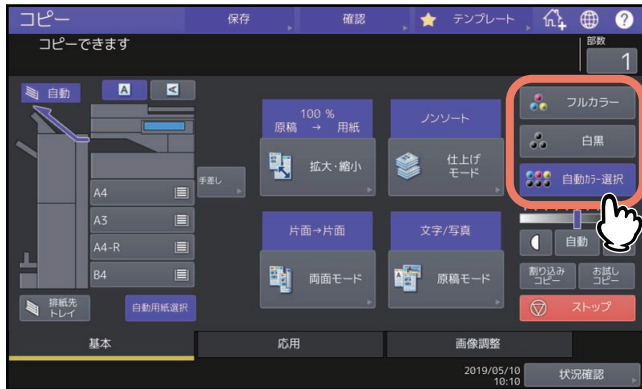 コピー
保存
確認
テンプレート
?
コピーできます
部数
1
自動
A
A
100 %
原稿 → 用紙
ノンソート
フルカラー
拡大・縮小
仕上げ
モード
白黒
手差し
自動カラー選択
A4
A3
A4-R
B4
片面→片面
文字/写真
自動
両面モード
原稿モード
割り込み
コピー
お試し
コピー
排紙先
トレイ
自動用紙選択
ストップ
基本
応用
画像調整
2019/05/10
10:10
状況確認